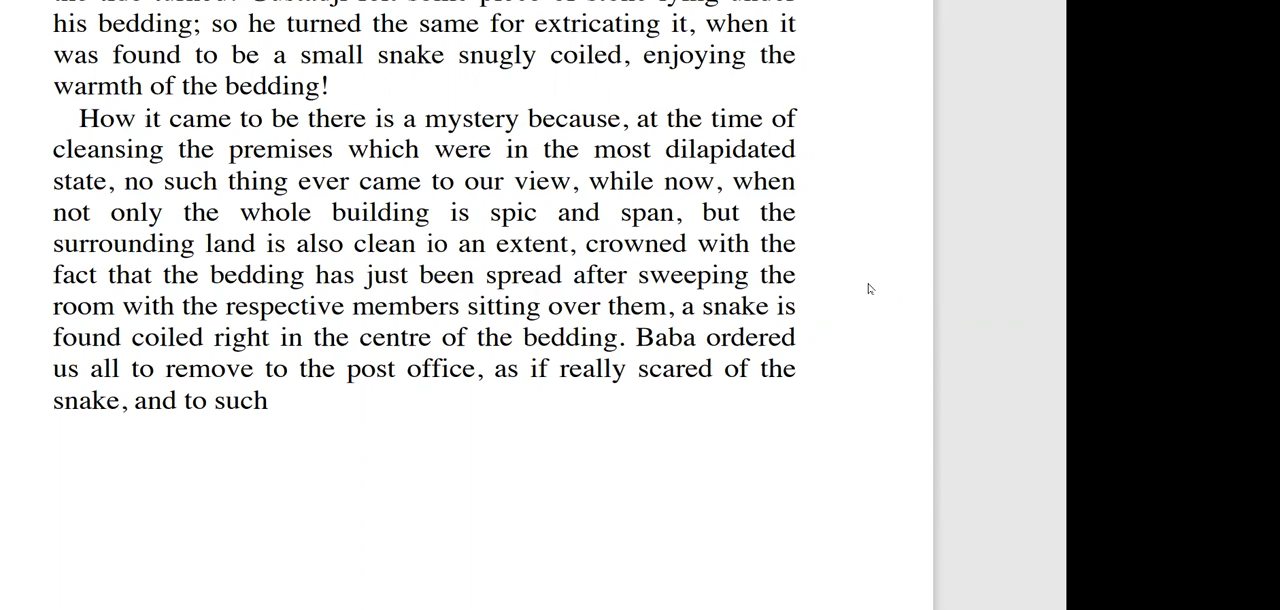 his bedding; so he turned the same for extricating it, when it
was found to be a small snake snugly coiled, enjoying the
warmth of the bedding!
How it came to be there is a mystery because, at the time of
cleansing the premises which were in the most dilapidated
state, no such thing ever came to our view, while now, when
not only the whole building is spic and span, but the
surrounding land is also clean io an extent, crowned with the
fact that the bedding has just been spread after sweeping the
room with the respective members sitting over them, a snake is
found coiled right in the centre of the bedding. Baba ordered
us all to remove to the post office, as if really scared of the
snake, and to such